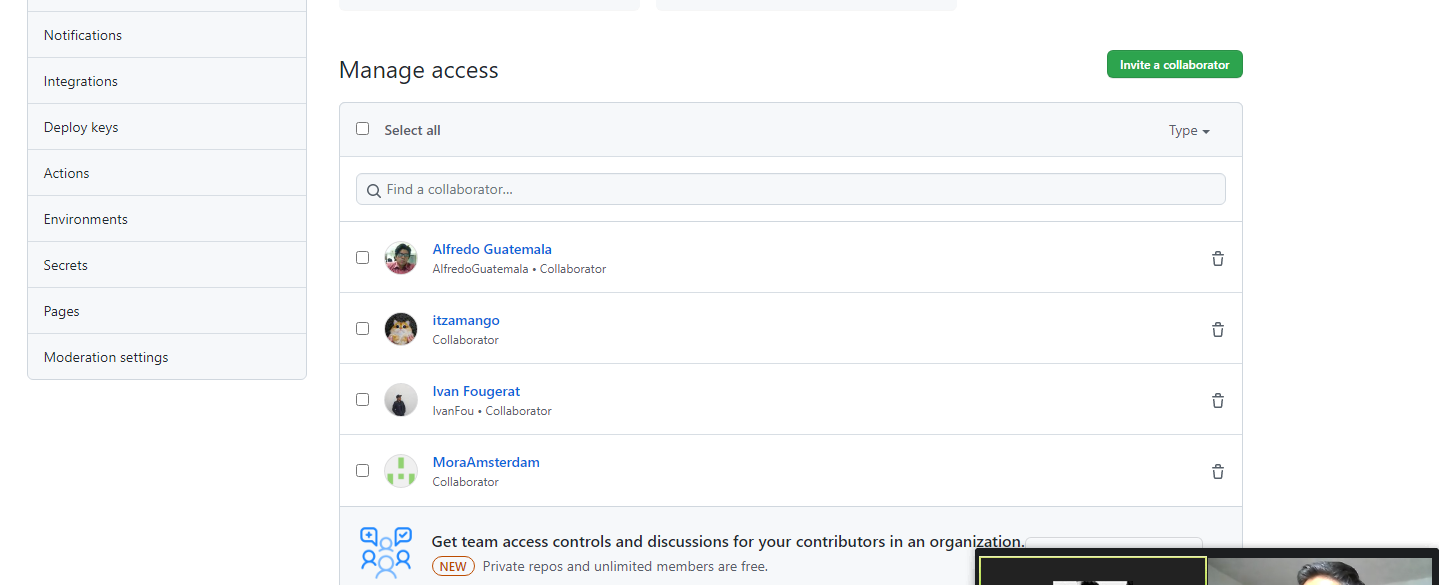 Notifications
Integrations
Deploy keys
Actions
Environments
Secrets
Pages
Moderation settings
Manage access
Invite a collaborator
Select all
Type
Find a collaborator...
Alfredo Guatemala
AlfredoGuatemala • Collaborator
itzamango
Collaborator
Ivan Fougerat
IvanFou • Collaborator
MoraAmsterdam
Collaborator
Get team access controls and discussions for your contributors in an organization.
NEW Private repos and unlimited members are free.